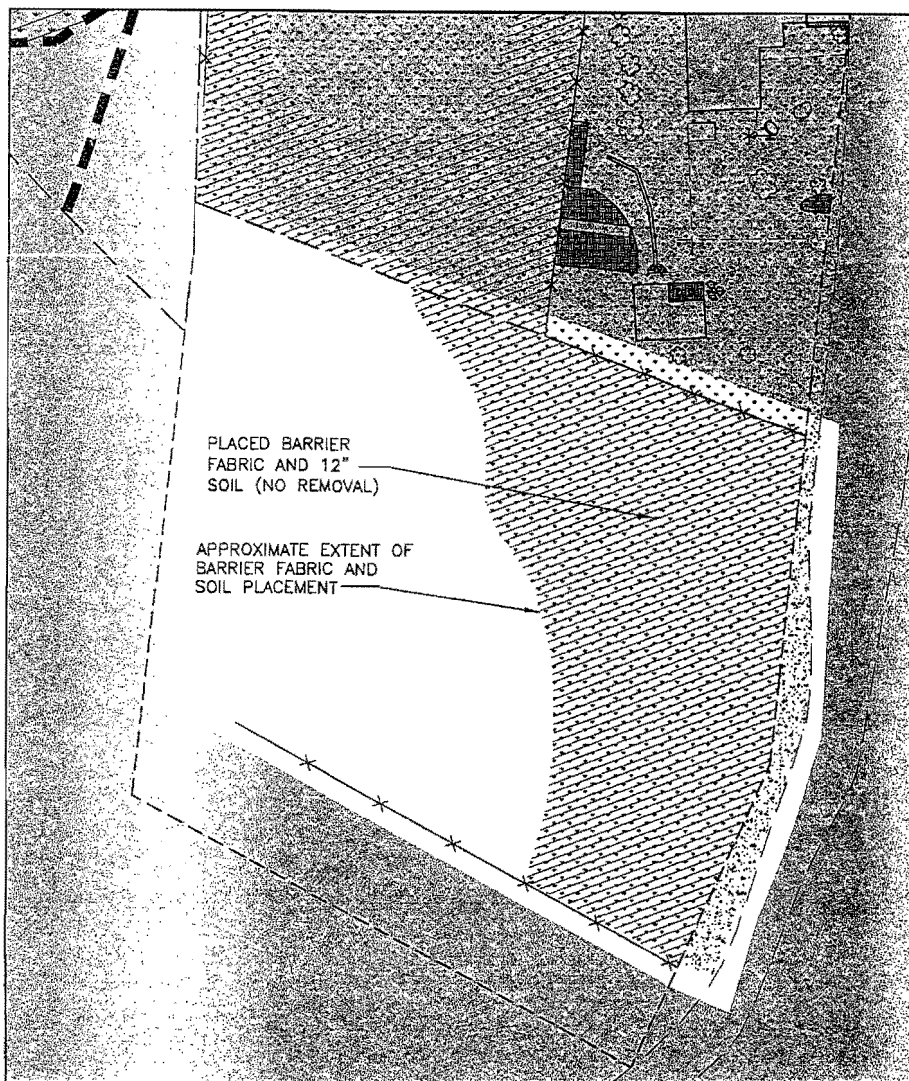 PLACED BARRIER
FABRIC AND 12"
SOIL (NO REMOVAL)
APPROXIMATE EXTENT OF
BARRIER FABRIC AND
SOIL PLACEMENT